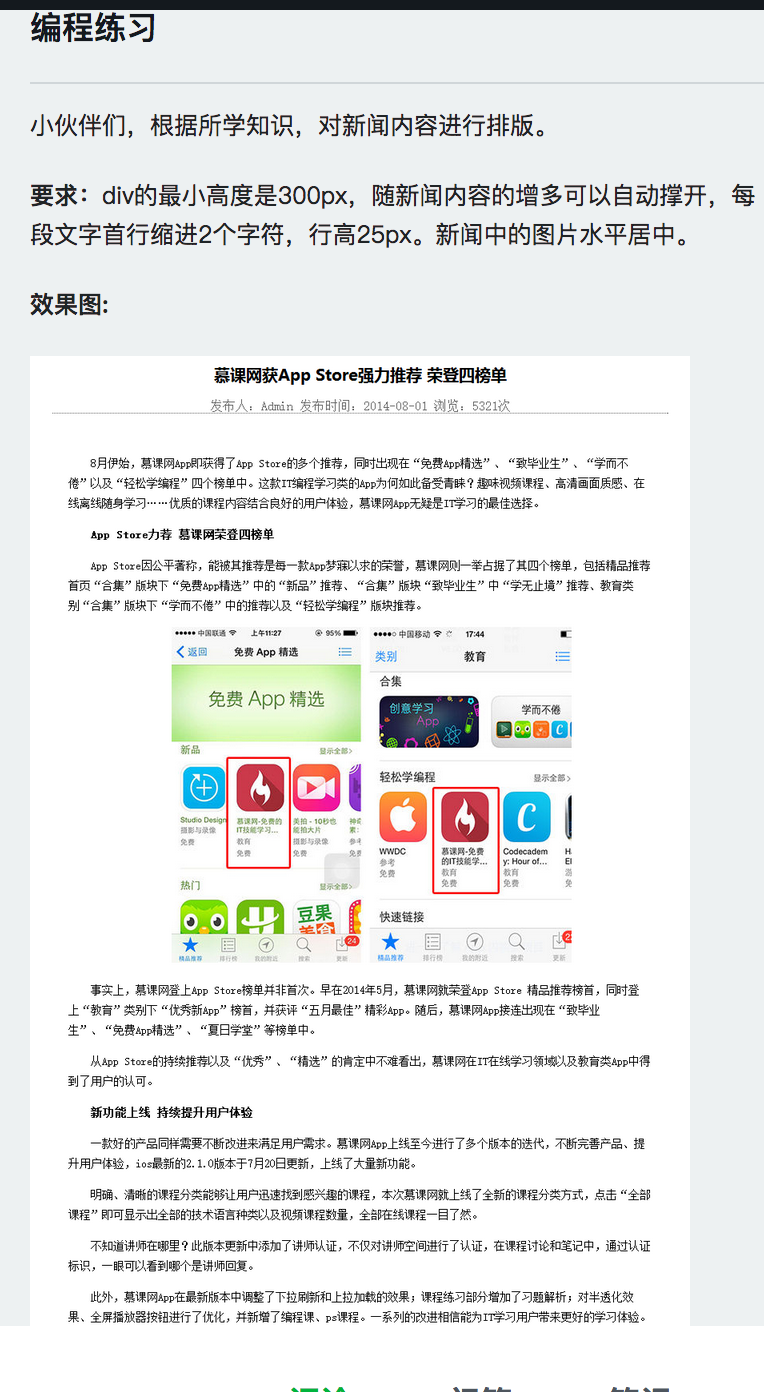 编程练习
小伙伴们，根据所学知识，对新闻内容进行排版。
要求：div的最小高度是300px，随新闻内容的增多可以自动撑开，每
段文字首行缩进2个字符，行高25px。新闻中的图片水平居中。
效果图:
慕课网获App Store强力推荐 荣登四榜单
发布人：Admin 发布时间：2014-08-01 浏览：5321次
8月伊始，慕课网App即获得了App Store的多个推荐，同时出现在“免费App精选”、“致毕业生”、“学而不
倦”以及“轻松学编程”四个榜单中。这款IT编程学习类的App为何如此备受青睐？趣味视频课程、高清画面质感、在
线离线随身学习……优质的课程内容结合良好的用户体验，慕课网App无疑是IT学习的最佳选择。
App Store力荐 慕课网荣登四榜单
App Store因公平著称，能被其推荐是每一款App梦寐以求的荣誉，慕课网则一举占据了其四个榜单，包括精品推荐
首页“合集”版块下“免费App精选”中的“新品”推荐、“合集”版块“致毕业生”中“学无止境”推荐、教育类
别“合集”版块下“学而不倦”中的推荐以及“轻松学编程”版块推荐。
中国联通 上午11:27 95%
返回 免费 App 精选
免费 App 精选
新品 显示全部>
Studio Design
摄影与录像
免费
慕课网-免费的
IT技能学习...
教育
免费
美拍 - 10秒也
能拍大片
摄影与录像
免费
热门 显示全部>
豆果
美食
24
精品推荐 排行榜 我的附近 搜索 更新
中国移动 17:44
类别 教育
合集
创意学习
App
学而不倦
轻松学编程 显示全部>
WWDC
参考
免费
慕课网-免费
的IT技能学...
教育
免费
Codecadem
y: Hour of...
教育
免费
快速链接
精品推荐 排行榜 我的附近 搜索 更新
事实上，慕课网登上App Store榜单并非首次。早在2014年5月，慕课网就荣登App Store 精品推荐榜首，同时登
上“教育”类别下“优秀新App”榜首，并获评“五月最佳”精彩App。随后，慕课网App接连出现在“致毕业
生”、“免费App精选”、“夏日学堂”等榜单中。
从App Store的持续推荐以及“优秀”、“精选”的肯定中不难看出，慕课网在IT在线学习领域以及教育类App中得
到了用户的认可。
新功能上线 持续提升用户体验
一款好的产品同样需要不断改进来满足用户需求。慕课网App上线至今进行了多个版本的迭代，不断完善产品、提
升用户体验，ios最新的2.1.0版本于7月20日更新，上线了大量新功能。
明确、清晰的课程分类能够让用户迅速找到感兴趣的课程，本次慕课网就上线了全新的课程分类方式，点击“全部
课程”即可显示出全部的技术语言种类以及视频课程数量，全部在线课程一目了然。
不知道讲师在哪里？此版本更新中添加了讲师认证，不仅对讲师空间进行了认证，在课程讨论和笔记中，通过认证
标识，一眼可以看到哪个是讲师回复。
此外，慕课网App在最新版本中调整了下拉刷新和上拉加载的效果；课程练习部分增加了习题解析；对半透化效
果、全屏播放器按钮进行了优化，并新增了编程课、ps课程。一系列的改进相信能为IT学习用户带来更好的学习体验。